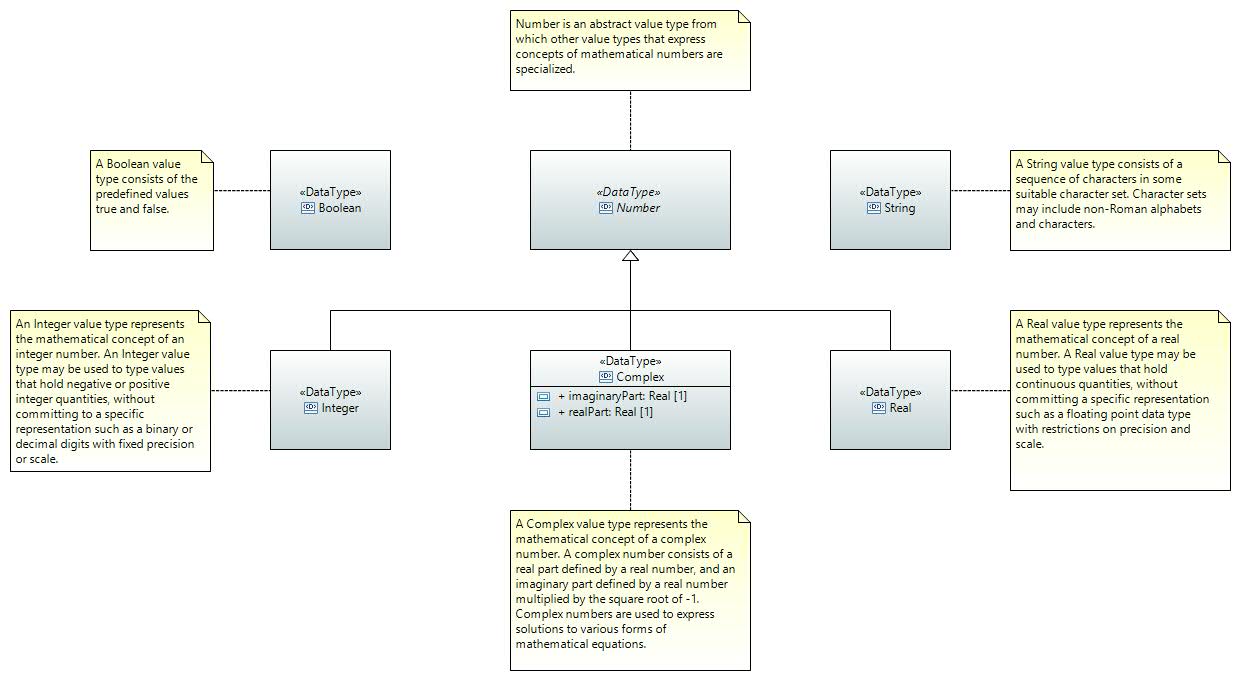 Number is an abstract value type from
which other value types that express
concepts of mathematical numbers are
specialized.
A Boolean value
type consists of the
predefined values
true and false.
«DataType»
Boolean
«DataType»
Number
«DataType»
String
A String value type consists of a
sequence of characters in some
suitable character set. Character sets
may include non-Roman alphabets
and characters.
An Integer value type represents
the mathematical concept of an
integer number. An Integer value
type may be used to type values
that hold negative or positive
integer quantities, without
committing to a specific
representation such as a binary or
decimal digits with fixed precision
or scale.
«DataType»
Integer
«DataType»
Complex
+ imaginaryPart: Real [1]
+ realPart: Real [1]
«DataType»
Real
A Real value type represents the
mathematical concept of a real
number. A Real value type may be
used to type values that hold
continuous quantities, without
committing a specific representation
such as a floating point data type
with restrictions on precision and
scale.
A Complex value type represents the
mathematical concept of a complex
number. A complex number consists of a
real part defined by a real number, and an
imaginary part defined by a real number
multiplied by the square root of -1.
Complex numbers are used to express
solutions to various forms of
mathematical equations.